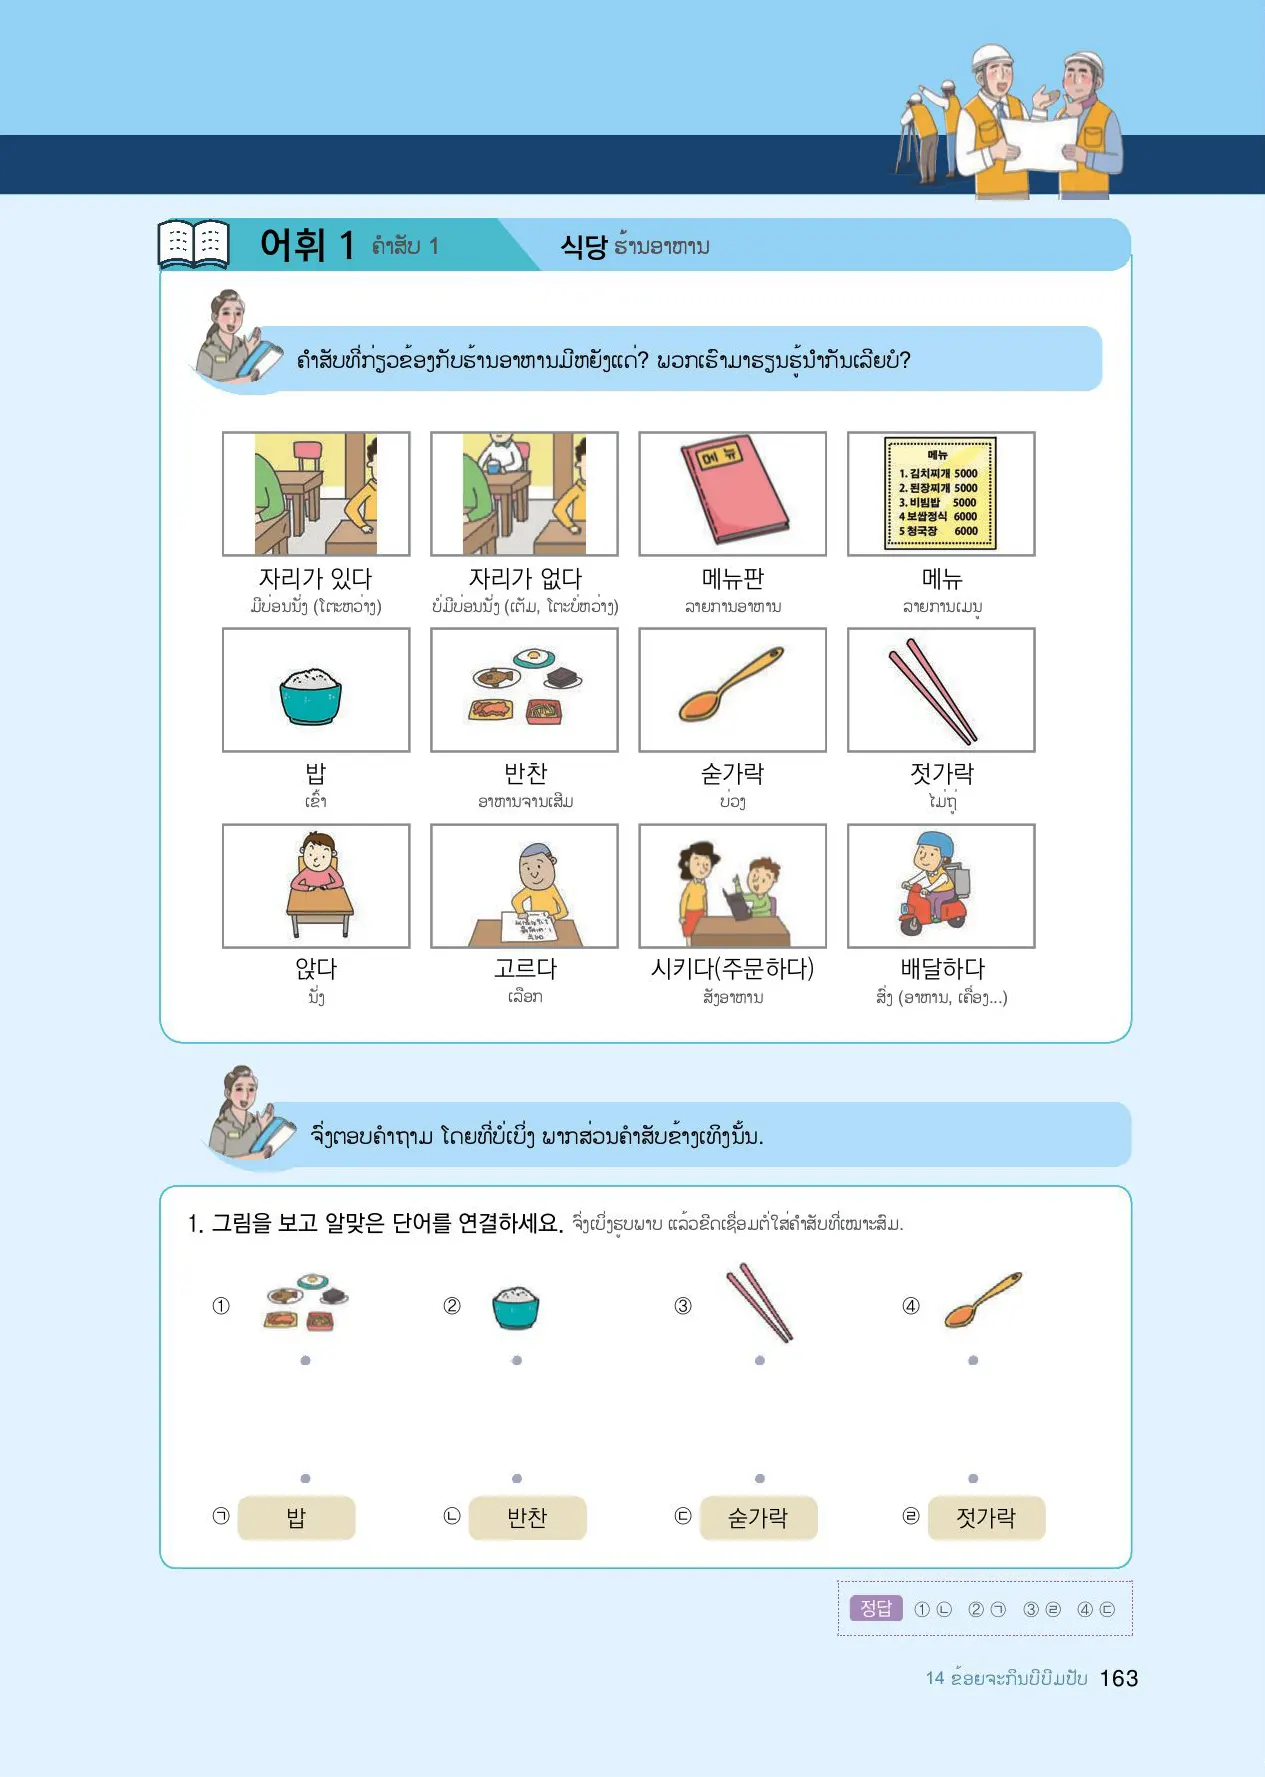 어휘 1 ຄຳສັບ 1 식당 ຮ້ານອາຫານ
ຄຳສັບທີ່ກ່ຽວຂ້ອງກັບຮ້ານອາຫານມີຫຍັງແດ່? ພວກເຮົາມາຮຽນຮູ້ນຳກັນເລີຍບໍ?
메뉴
메뉴
1. 김치찌개 5000
2. 된장찌개 5000
3. 비빔밥 5000
4 보쌈정식 6000
5 청국장 6000
자리가 있다 자리가 없다 메뉴판 메뉴
ມີບ່ອນນັ່ງ (ໂຕະຫວ່າງ) ບໍ່ມີບ່ອນນັ່ງ (ເຕັມ, ໂຕະບໍ່ຫວ່າງ) ລາຍການອາຫານ ລາຍການເມນູ
밥 반찬 숟가락 젓가락
ເຂົ້າ ອາຫານຈານເສີມ ບ່ວງ ໄມ່ຖູ່
앉다 고르다 시키다(주문하다) 배달하다
ນັ່ງ ເລືອກ ສັ່ງອາຫານ ສົ່ງ (ອາຫານ, ເຄື່ອງ...)
ຈົ່ງຕອບຄຳຖາມ ໂດຍທີ່ບໍ່ເບິ່ງ ພາກສ່ວນຄຳສັບຂ້າງເທິງນັ້ນ.
1. 그림을 보고 알맞은 단어를 연결하세요. ຈົ່ງເບິ່ງຮູບພາບ ແລ້ວຂີດເຊື່ອມຕໍ່ໃສ່ຄຳສັບທີ່ເໝາະສົມ.
① ② ③ ④
㉠ 밥 ㉡ 반찬 ㉢ 숟가락 ㉣ 젓가락
정답 ① ㉡ ② ㉠ ③ ㉣ ④ ㉢
14 ຂ້ອຍຈະກິນບີບິມປັບ 163